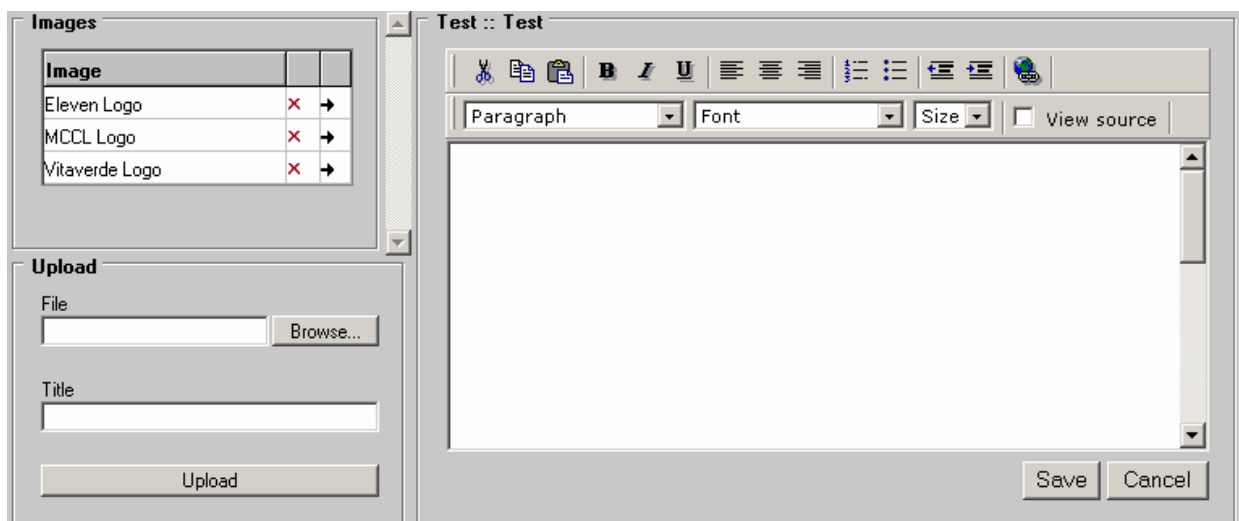 Images
Image
Eleven Logo
MCCL Logo
Vitaverde Logo
Upload
File
Browse...
Title
Upload
Test :: Test
B I U
Paragraph Font Size View source
Save Cancel